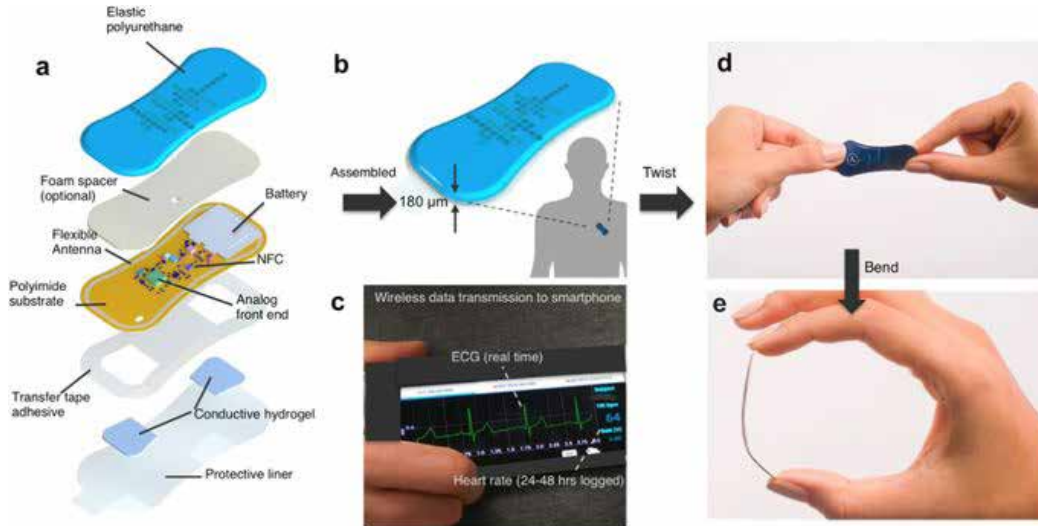 Elastic
polyurethane
a
Foam spacer
(optional)
Battery
Flexible
Antenna
NFC
Polyimide
substrate
Analog
front end
Transfer tape
adhesive
Conductive hydrogel
Protective liner
b
Assembled
180 μm
Twist
c
Wireless data transmission to smartphone
ECG (real time)
64
Heart rate (24-48 hrs logged)
d
Bend
e